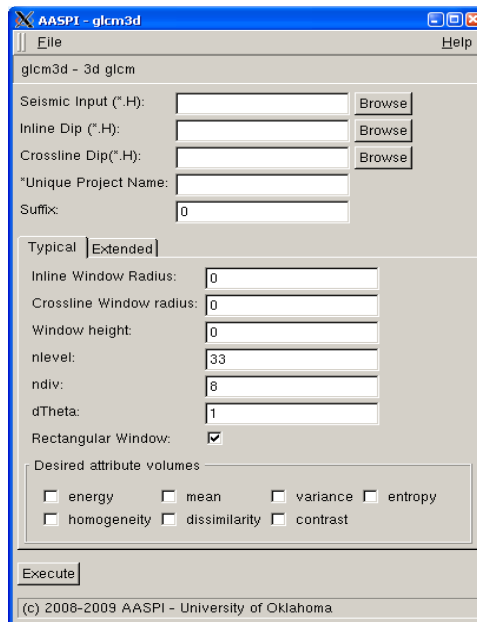 AASPI - glcm3d
File Help
glcm3d - 3d glcm
Seismic Input (*.H): Browse
Inline Dip (*.H): Browse
Crossline Dip(*.H): Browse
*Unique Project Name:
Suffix: 0
Typical Extended
Inline Window Radius: 0
Crossline Window radius: 0
Window height: 0
nlevel: 33
ndiv: 8
dTheta: 1
Rectangular Window:
Desired attribute volumes
energy mean variance entropy
homogeneity dissimilarity contrast
Execute
(c) 2008-2009 AASPI - University of Oklahoma